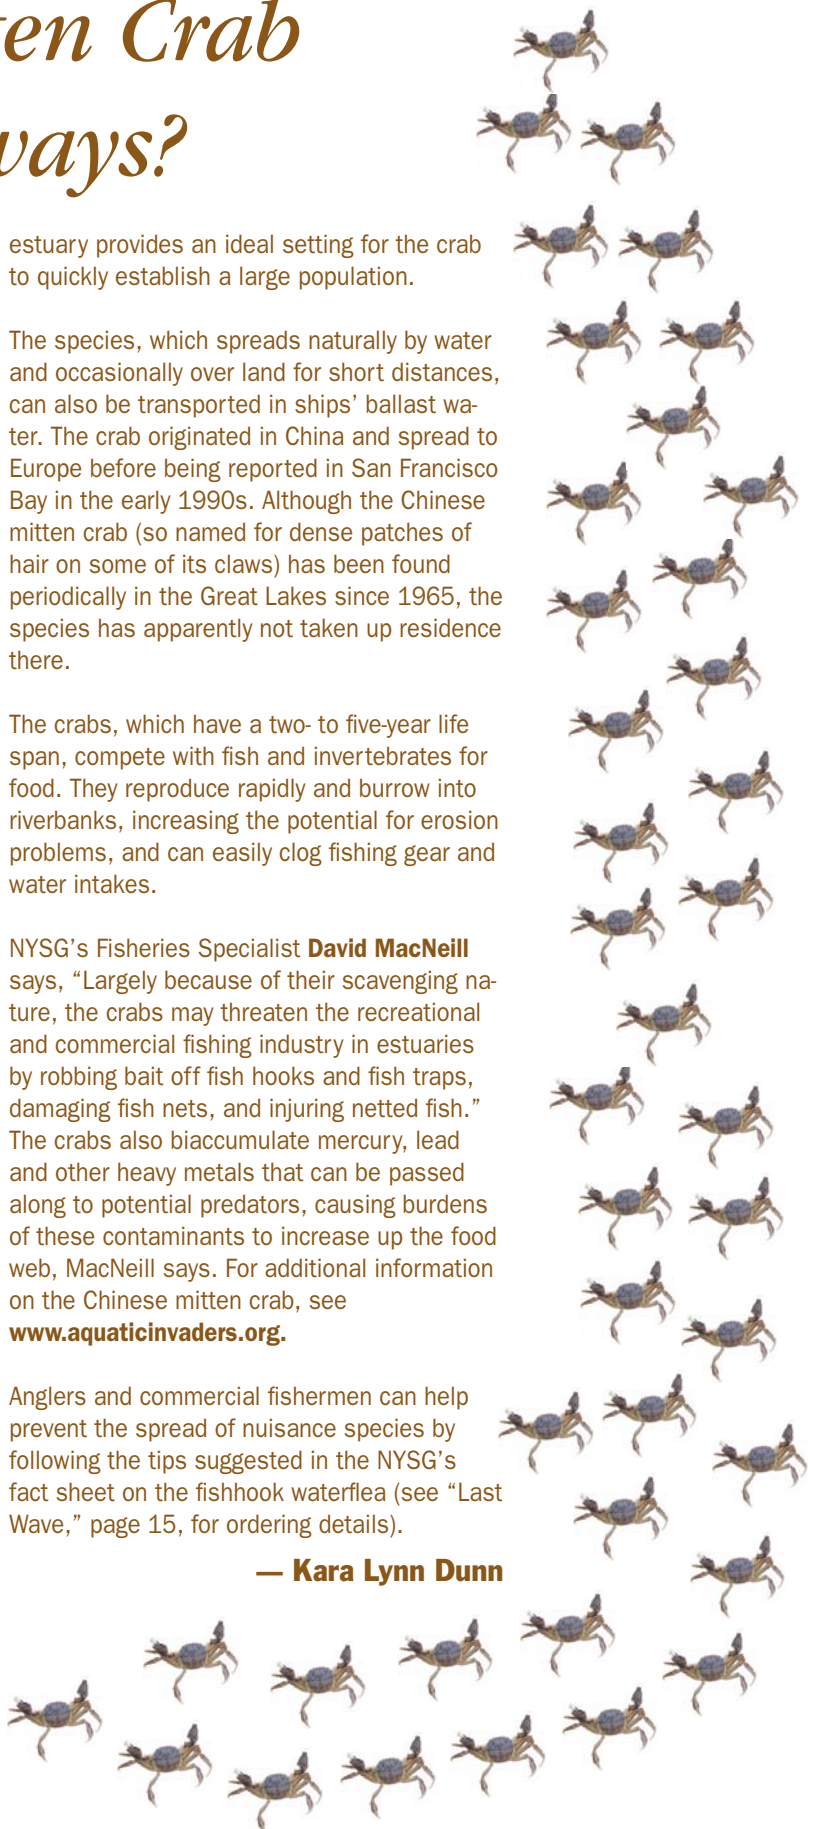 ten Crab
ways?
estuary provides an ideal setting for the crab
to quickly establish a large population.
The species, which spreads naturally by water
and occasionally over land for short distances,
can also be transported in ships’ ballast wa-
ter. The crab originated in China and spread to
Europe before being reported in San Francisco
Bay in the early 1990s. Although the Chinese
mitten crab (so named for dense patches of
hair on some of its claws) has been found
periodically in the Great Lakes since 1965, the
species has apparently not taken up residence
there.
The crabs, which have a two- to five-year life
span, compete with fish and invertebrates for
food. They reproduce rapidly and burrow into
riverbanks, increasing the potential for erosion
problems, and can easily clog fishing gear and
water intakes.
NYSG’s Fisheries Specialist David MacNeill
says, “Largely because of their scavenging na-
ture, the crabs may threaten the recreational
and commercial fishing industry in estuaries
by robbing bait off fish hooks and fish traps,
damaging fish nets, and injuring netted fish.”
The crabs also biaccumulate mercury, lead
and other heavy metals that can be passed
along to potential predators, causing burdens
of these contaminants to increase up the food
web, MacNeill says. For additional information
on the Chinese mitten crab, see
www.aquaticinvaders.org.
Anglers and commercial fishermen can help
prevent the spread of nuisance species by
following the tips suggested in the NYSG’s
fact sheet on the fishhook waterflea (see “Last
Wave,” page 15, for ordering details).
— Kara Lynn Dunn